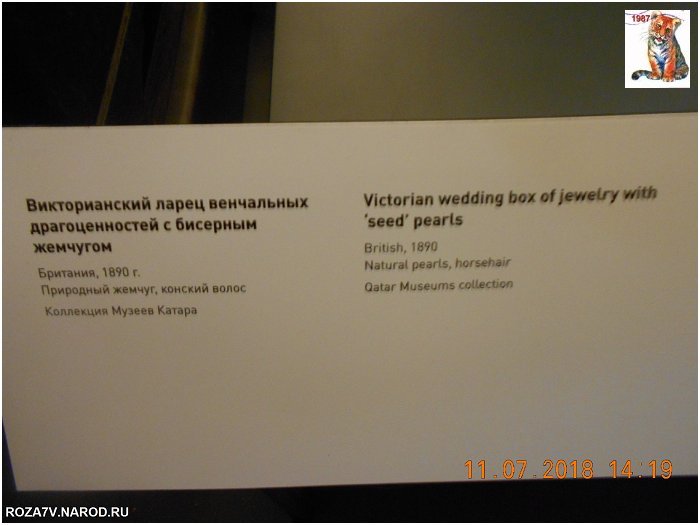 1987
Викторианский ларец венчальных
драгоценностей с бисерным
жемчугом
Британия, 1890 г.
Природный жемчуг, конский волос
Коллекция Музеев Катара
Victorian wedding box of jewelry with
‘seed’ pearls
British, 1890
Natural pearls, horsehair
Qatar Museums collection
11.07.2018 14:19
ROZA7V.NAROD.RU